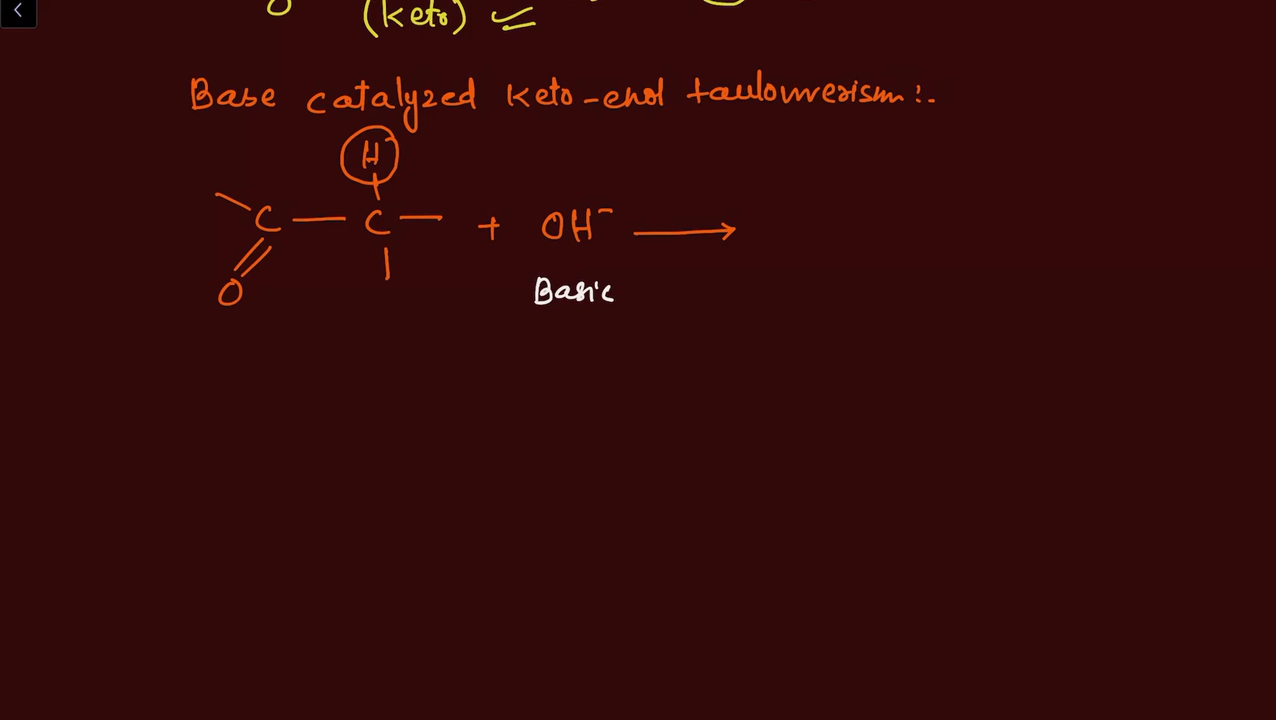 (keto)
Base catalyzed keto-enol tautomerism:-
H
C C + OH⁻
O
Basic